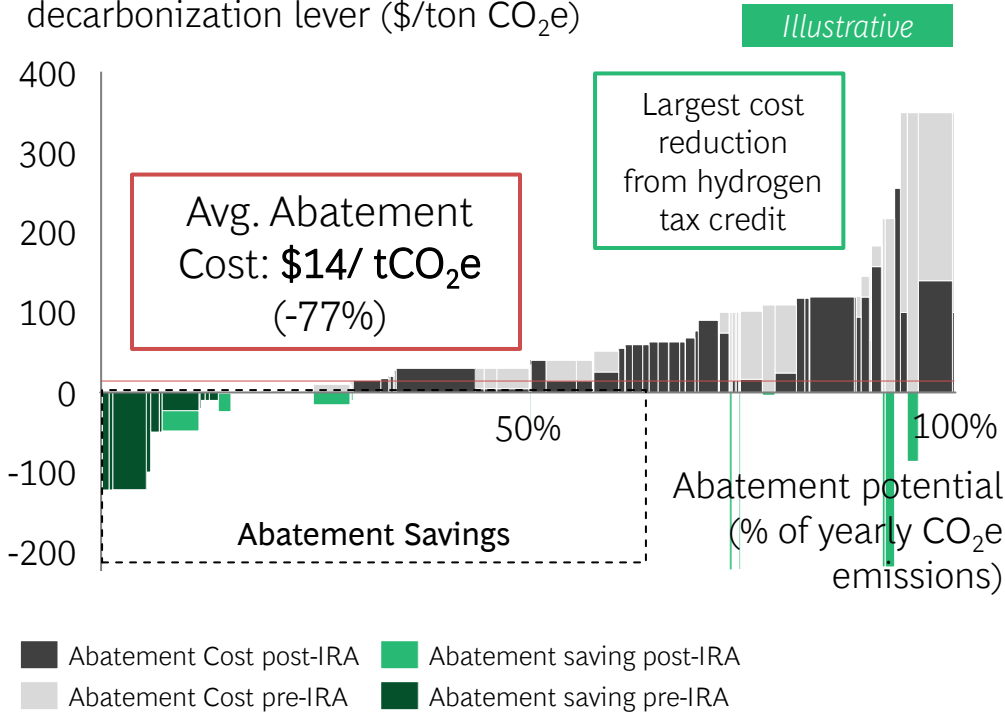 decarbonization lever ($/ton CO₂e)
Illustrative
400
300
200
100
0
-100
-200
Avg. Abatement
Cost: $14/ tCO₂e
(-77%)
Largest cost
reduction
from hydrogen
tax credit
50%
100%
Abatement Savings
Abatement potential
(% of yearly CO₂e
emissions)
Abatement Cost post-IRA
Abatement saving post-IRA
Abatement Cost pre-IRA
Abatement saving pre-IRA